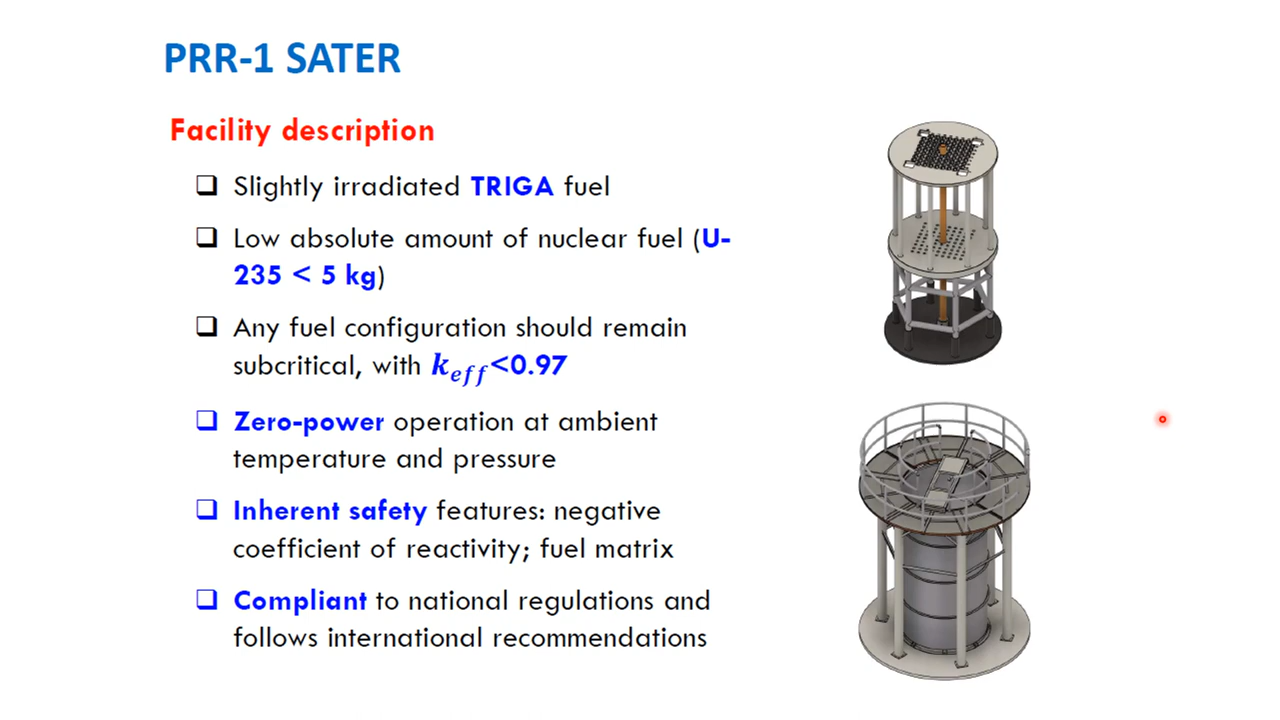 PRR-1 SATER
Facility description
❑ Slightly irradiated TRIGA fuel
❑ Low absolute amount of nuclear fuel (U-
235 < 5 kg)
❑ Any fuel configuration should remain
subcritical, with k_eff<0.97
❑ Zero-power operation at ambient
temperature and pressure
❑ Inherent safety features: negative
coefficient of reactivity; fuel matrix
❑ Compliant to national regulations and
follows international recommendations